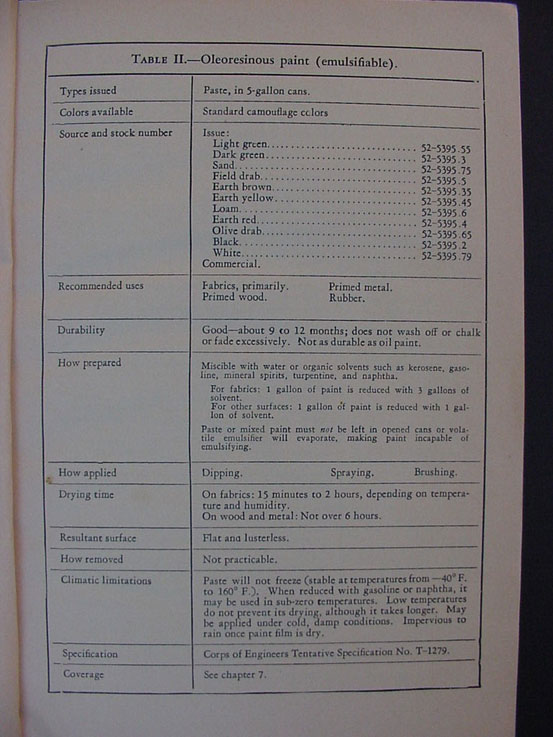 TABLE II.—Oleoresinous paint (emulsifiable).
Types issued
Paste, in 5-gallon cans.
Colors available
Standard camouflage colors
Source and stock number
Issue:
Light green.............................. 52-5395.55
Dark green............................... 52-5395.3
Sand..................................... 52-5395.75
Field drab............................... 52-5395.5
Earth brown.............................. 52-5395.35
Earth yellow............................. 52-5395.45
Loam..................................... 52-5395.6
Earth red................................ 52-5395.4
Olive drab............................... 52-5395.65
Black.................................... 52-5395.2
White.................................... 52-5395.79
Commercial.
Recommended uses
Fabrics, primarily. Primed metal.
Primed wood. Rubber.
Durability
Good—about 9 to 12 months; does not wash off or chalk
or fade excessively. Not as durable as oil paint.
How prepared
Miscible with water or organic solvents such as kerosene, gaso-
line, mineral spirits, turpentine, and naphtha.
For fabrics: 1 gallon of paint is reduced with 3 gallons of
solvent.
For other surfaces: 1 gallon of paint is reduced with 1 gal-
lon of solvent.
Paste or mixed paint must not be left in opened cans or vola-
tile emulsifier will evaporate, making paint incapable of
emulsifying.
How applied
Dipping. Spraying. Brushing.
Drying time
On fabrics: 15 minutes to 2 hours, depending on tempera-
ture and humidity.
On wood and metal: Not over 6 hours.
Resultant surface
Flat and lusterless.
How removed
Not practicable.
Climatic limitations
Paste will not freeze (stable at temperatures from —40° F.
to 160° F.). When reduced with gasoline or naphtha, it
may be used in sub-zero temperatures. Low temperatures
do not prevent its drying, although it takes longer. May
be applied under cold, damp conditions. Impervious to
rain once paint film is dry.
Specification
Corps of Engineers Tentative Specification No. T-1279.
Coverage
See chapter 7.